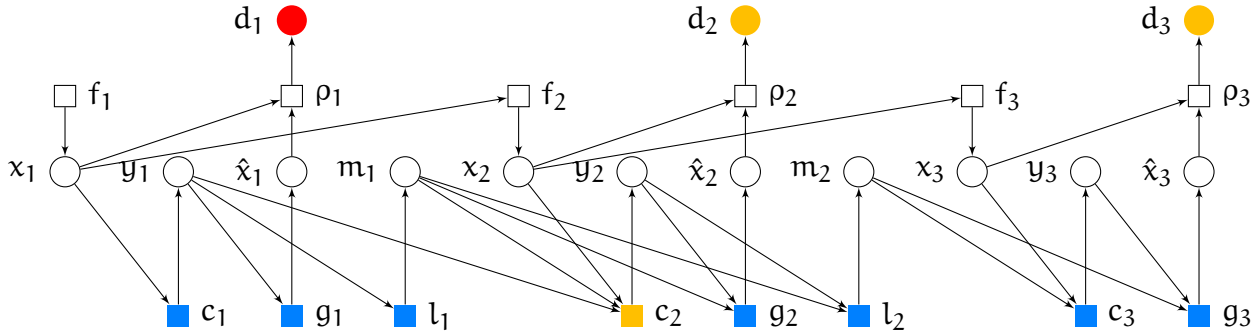 d₁ d₂ d₃
f₁ ρ₁ f₂ ρ₂ f₃ ρ₃
x₁ y₁ x̂₁ m₁ x₂ y₂ x̂₂ m₂ x₃ y₃ x̂₃
c₁ g₁ l₁ c₂ g₂ l₂ c₃ g₃